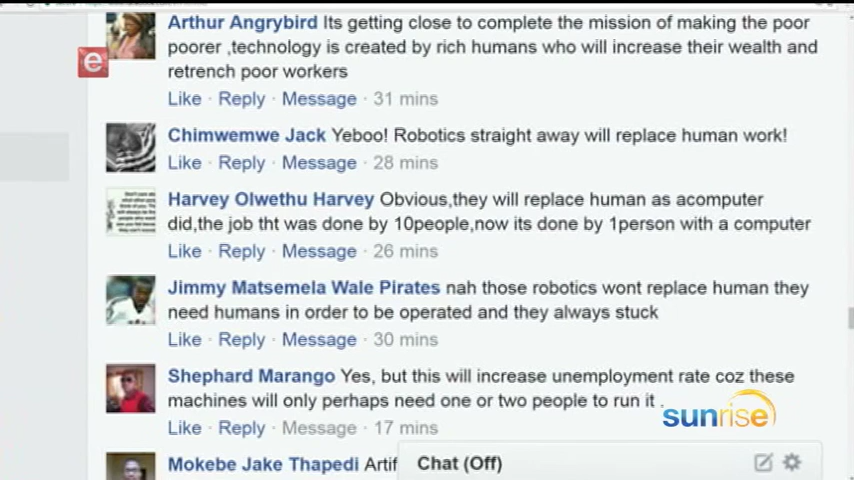 Arthur Angrybird Its getting close to complete the mission of making the poor
poorer ,technology is created by rich humans who will increase their wealth and
retrench poor workers
Like · Reply · Message · 31 mins
e
Chimwemwe Jack Yeboo! Robotics straight away will replace human work!
Like · Reply · Message · 28 mins
Harvey Olwethu Harvey Obvious,they will replace human as acomputer
did,the job tht was done by 10people,now its done by 1person with a computer
Like · Reply · Message · 26 mins
Jimmy Matsemela Wale Pirates nah those robotics wont replace human they
need humans in order to be operated and they always stuck
Like · Reply · Message · 30 mins
Shephard Marango Yes, but this will increase unemployment rate coz these
machines will only perhaps need one or two people to run it .
sunrise
Like · Reply · Message · 17 mins
Mokebe Jake Thapedi Artif
Chat (Off)